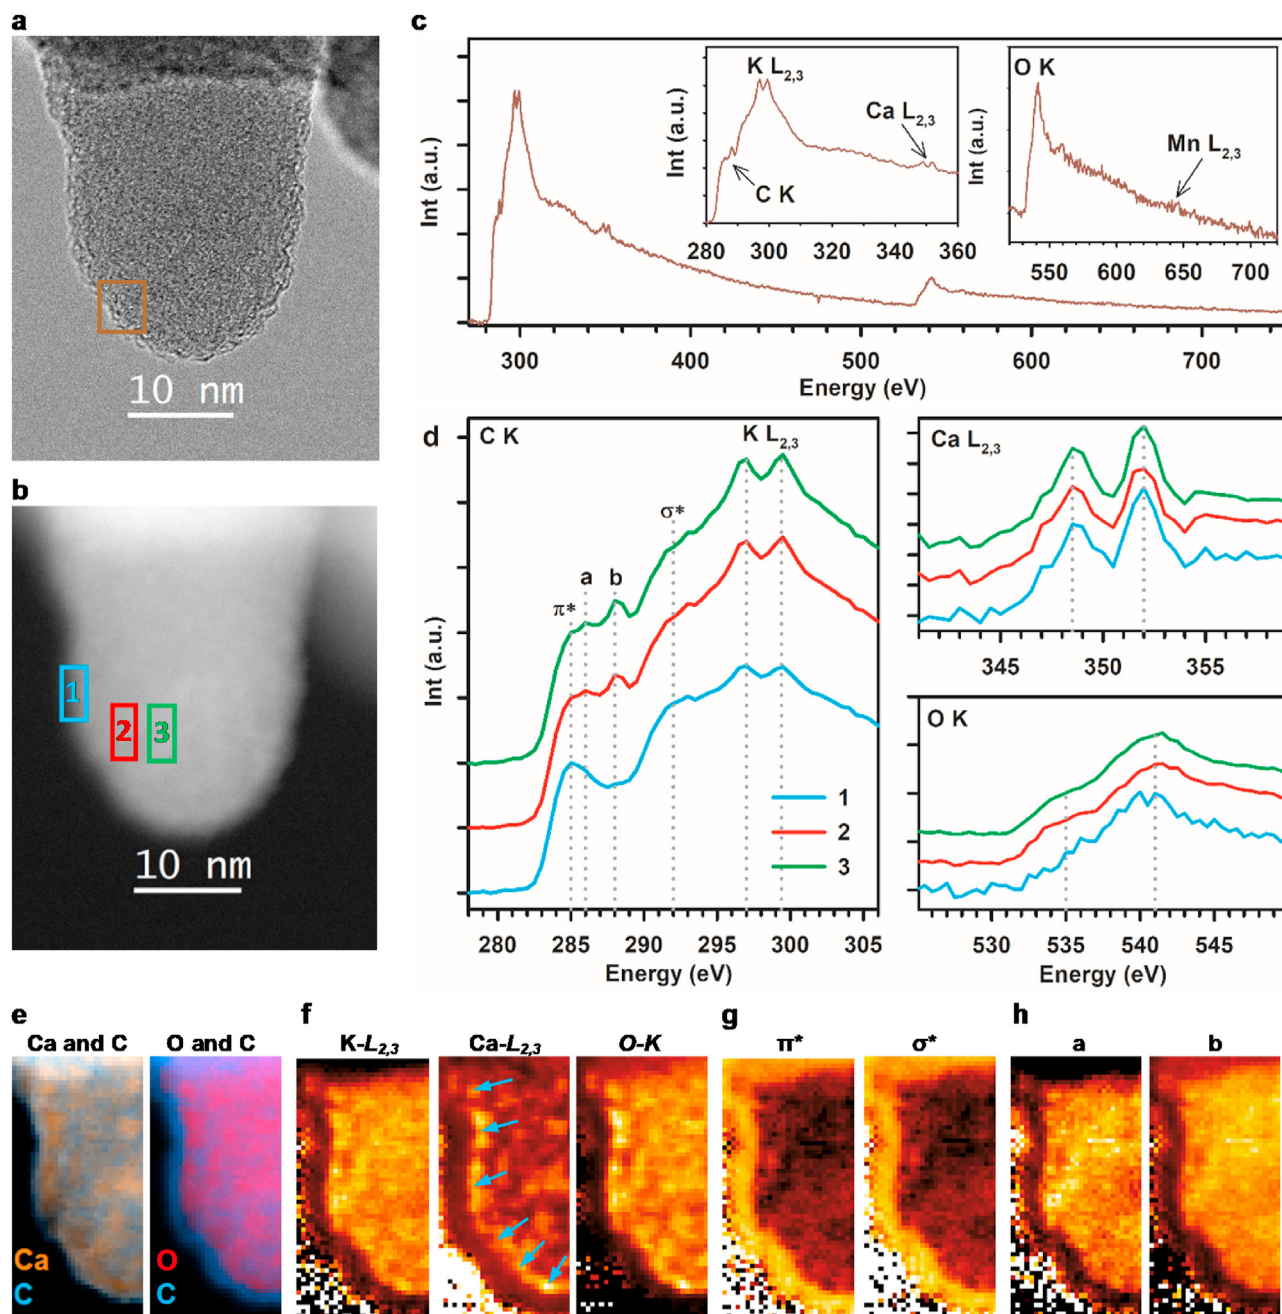 a
10 nm
b
1
2
3
10 nm
c
Int (a.u.)
300
400
500
600
700
Energy (eV)
Int (a.u.)
K L2,3
Ca L2,3
C K
280
300
320
340
360
Int (a.u.)
O K
Mn L2,3
550
600
650
700
d
C K
K L2,3
σ*
a
b
π*
Int (a.u.)
1
2
3
280
285
290
295
300
305
Energy (eV)
Ca L2,3
345
350
355
O K
530
535
540
545
Energy (eV)
e
Ca and C
O and C
Ca
C
O
C
f
K-L2,3
Ca-L2,3
O-K
g
π*
σ*
h
a
b